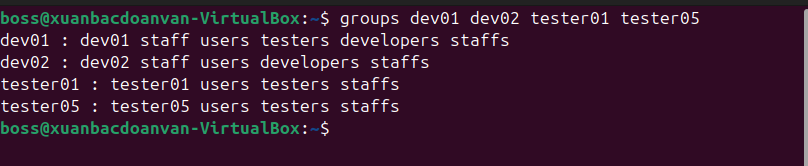 boss@xuanbacdoanvan-VirtualBox:~$ groups dev01 dev02 tester01 tester05
dev01 : dev01 staff users testers developers staffs
dev02 : dev02 staff users developers staffs
tester01 : tester01 users testers staffs
tester05 : tester05 users testers staffs
boss@xuanbacdoanvan-VirtualBox:~$